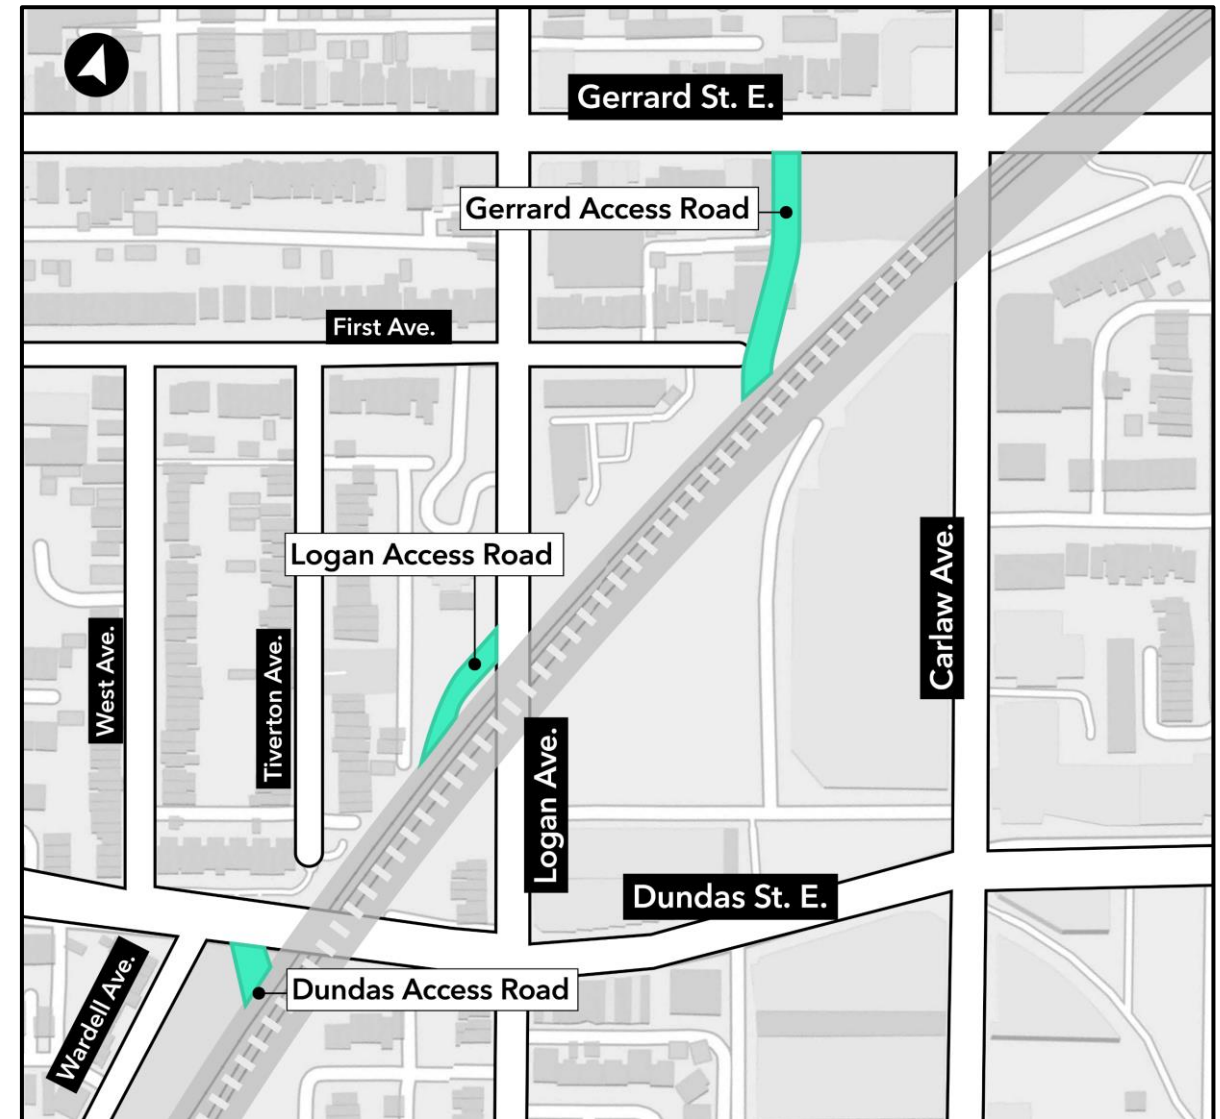 Gerrard St. E.
Gerrard Access Road
First Ave.
Logan Access Road
Carlaw Ave.
West Ave.
Tiverton Ave.
Logan Ave.
Dundas St. E.
Wardell Ave.
Dundas Access Road